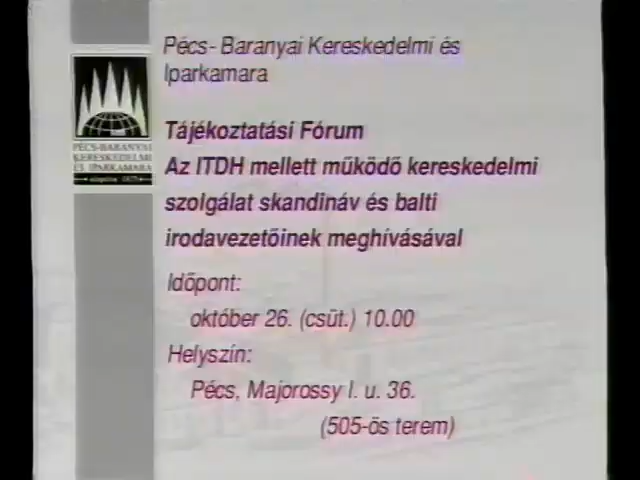 Pécs- Baranyai Kereskedelmi és
Iparkamara
PÉCS-BARANYAI
KERESKEDELMI
ÉS IPARKAMARA
Tájékoztatási Fórum
Az ITDH mellett működő kereskedelmi
szolgálat skandináv és balti
irodavezetőinek meghívásával
Időpont:
október 26. (csüt.) 10.00
Helyszín:
Pécs, Majorossy I. u. 36.
(505-ös terem)